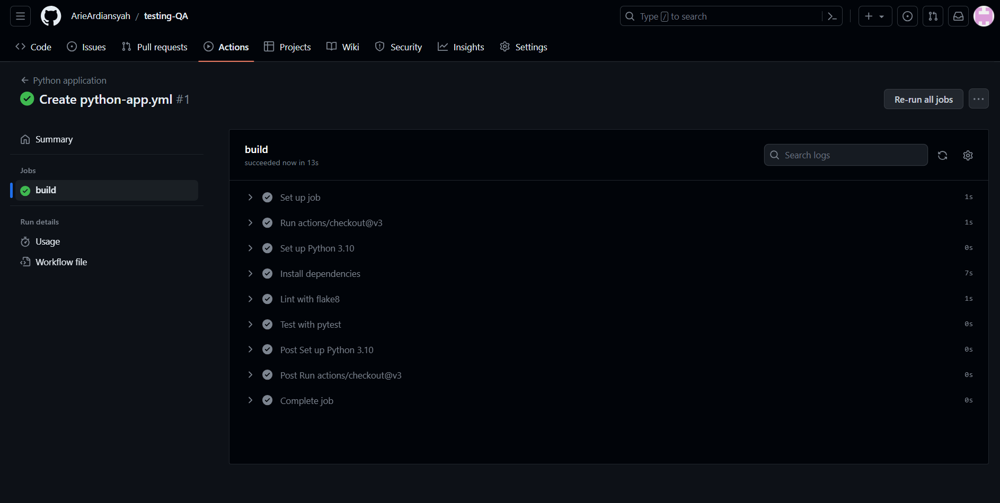 ArieArdiansyah / testing-QA
Type / to search
Code Issues Pull requests Actions Projects Wiki Security Insights Settings
Python application
Create python-app.yml #1
Re-run all jobs
Summary
Jobs
build
Run details
Usage
Workflow file
build
succeeded now in 13s
Search logs
Set up job 1s
Run actions/checkout@v3 1s
Set up Python 3.10 0s
Install dependencies 7s
Lint with flake8 1s
Test with pytest 0s
Post Set up Python 3.10 0s
Post Run actions/checkout@v3 0s
Complete job 0s